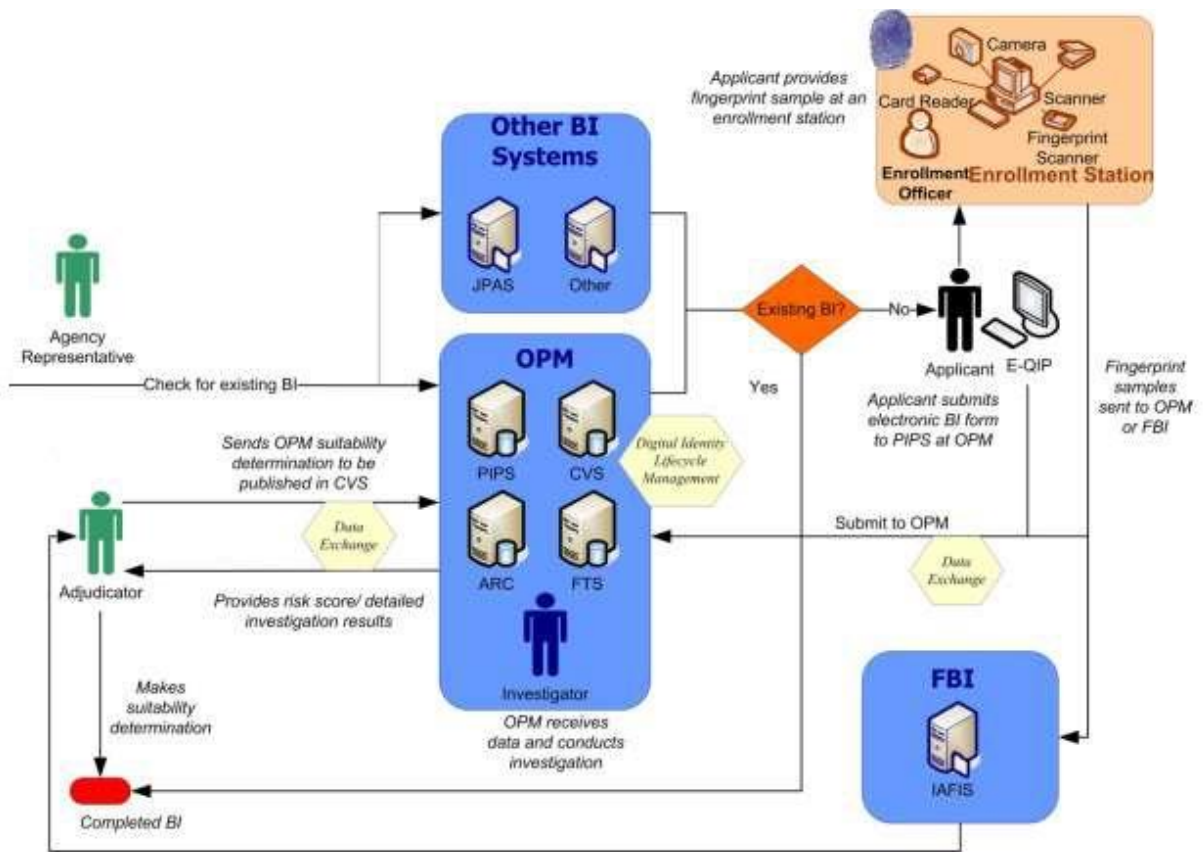 Applicant provides
fingerprint sample at an
enrollment station
Camera
Card Reader
Scanner
Fingerprint
Scanner
Enrollment
Officer
Enrollment Station
Other BI
Systems
JPAS
Other
Agency
Representative
Check for existing BI
Existing BI?
No
Yes
Applicant
E-QIP
Applicant submits
electronic BI form
to PIPS at OPM
Fingerprint
samples
sent to OPM
or FBI
OPM
PIPS
CVS
Digital Identity
Lifecycle
Management
ARC
FTS
Investigator
OPM receives
data and conducts
investigation
Sends OPM suitability
determination to be
published in CVS
Data
Exchange
Adjudicator
Provides risk score/ detailed
investigation results
Submit to OPM
Data
Exchange
Makes
suitability
determination
Completed BI
FBI
IAFIS